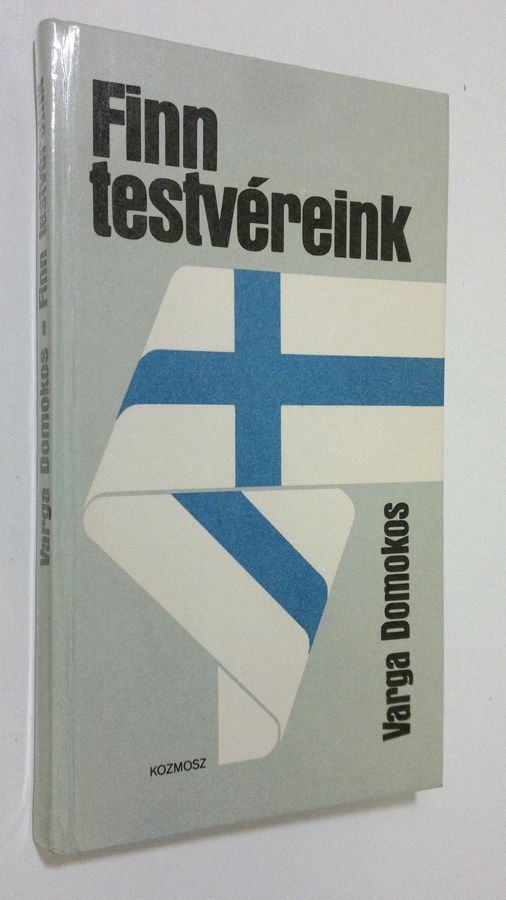 Finn
testvéreink
Varga Domokos
KOZMOSZ
Varga Domokos - Finn Testvéreink